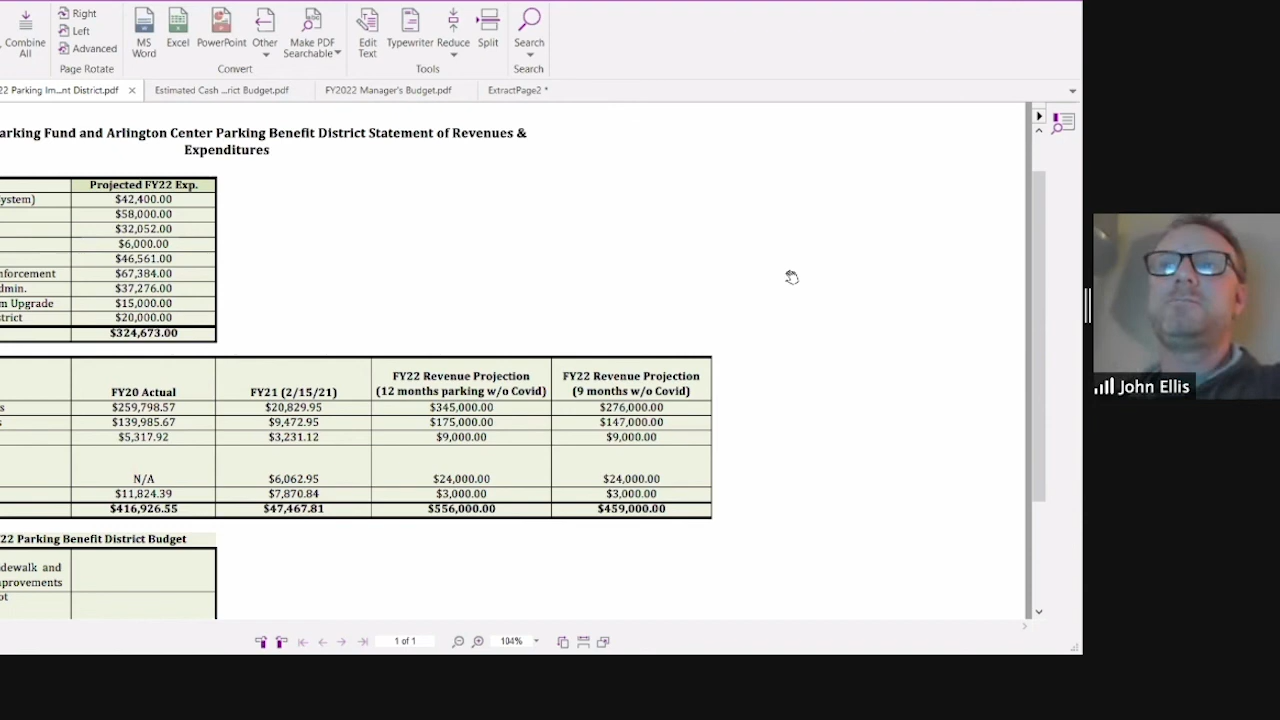 Combine All
Right
Left
Advanced
Page Rotate
MS Word
Excel
PowerPoint
Other
Make PDF Searchable
Convert
Edit Text
Typewriter
Reduce
Split
Tools
Search
Search
22 Parking Im...nt District.pdf
Estimated Cash ...rict Budget.pdf
FY2022 Manager's Budget.pdf
ExtractPage2 *
arking Fund and Arlington Center Parking Benefit District Statement of Revenues &
Expenditures
Projected FY22 Exp.
ystem) $42,400.00
$58,000.00
$32,052.00
$6,000.00
$46,561.00
nforcement $67,384.00
dmin. $37,276.00
m Upgrade $15,000.00
strict $20,000.00
$324,673.00
FY20 Actual FY21 (2/15/21) FY22 Revenue Projection (12 months parking w/o Covid) FY22 Revenue Projection (9 months w/o Covid)
s $259,798.57 $20,829.95 $345,000.00 $276,000.00
s $139,985.67 $9,472.95 $175,000.00 $147,000.00
$5,317.92 $3,231.12 $9,000.00 $9,000.00
N/A $6,062.95 $24,000.00 $24,000.00
$11,824.39 $7,870.84 $3,000.00 $3,000.00
$416,926.55 $47,467.81 $556,000.00 $459,000.00
22 Parking Benefit District Budget
dewalk and
nprovements
ot
1 of 1
104%
John Ellis